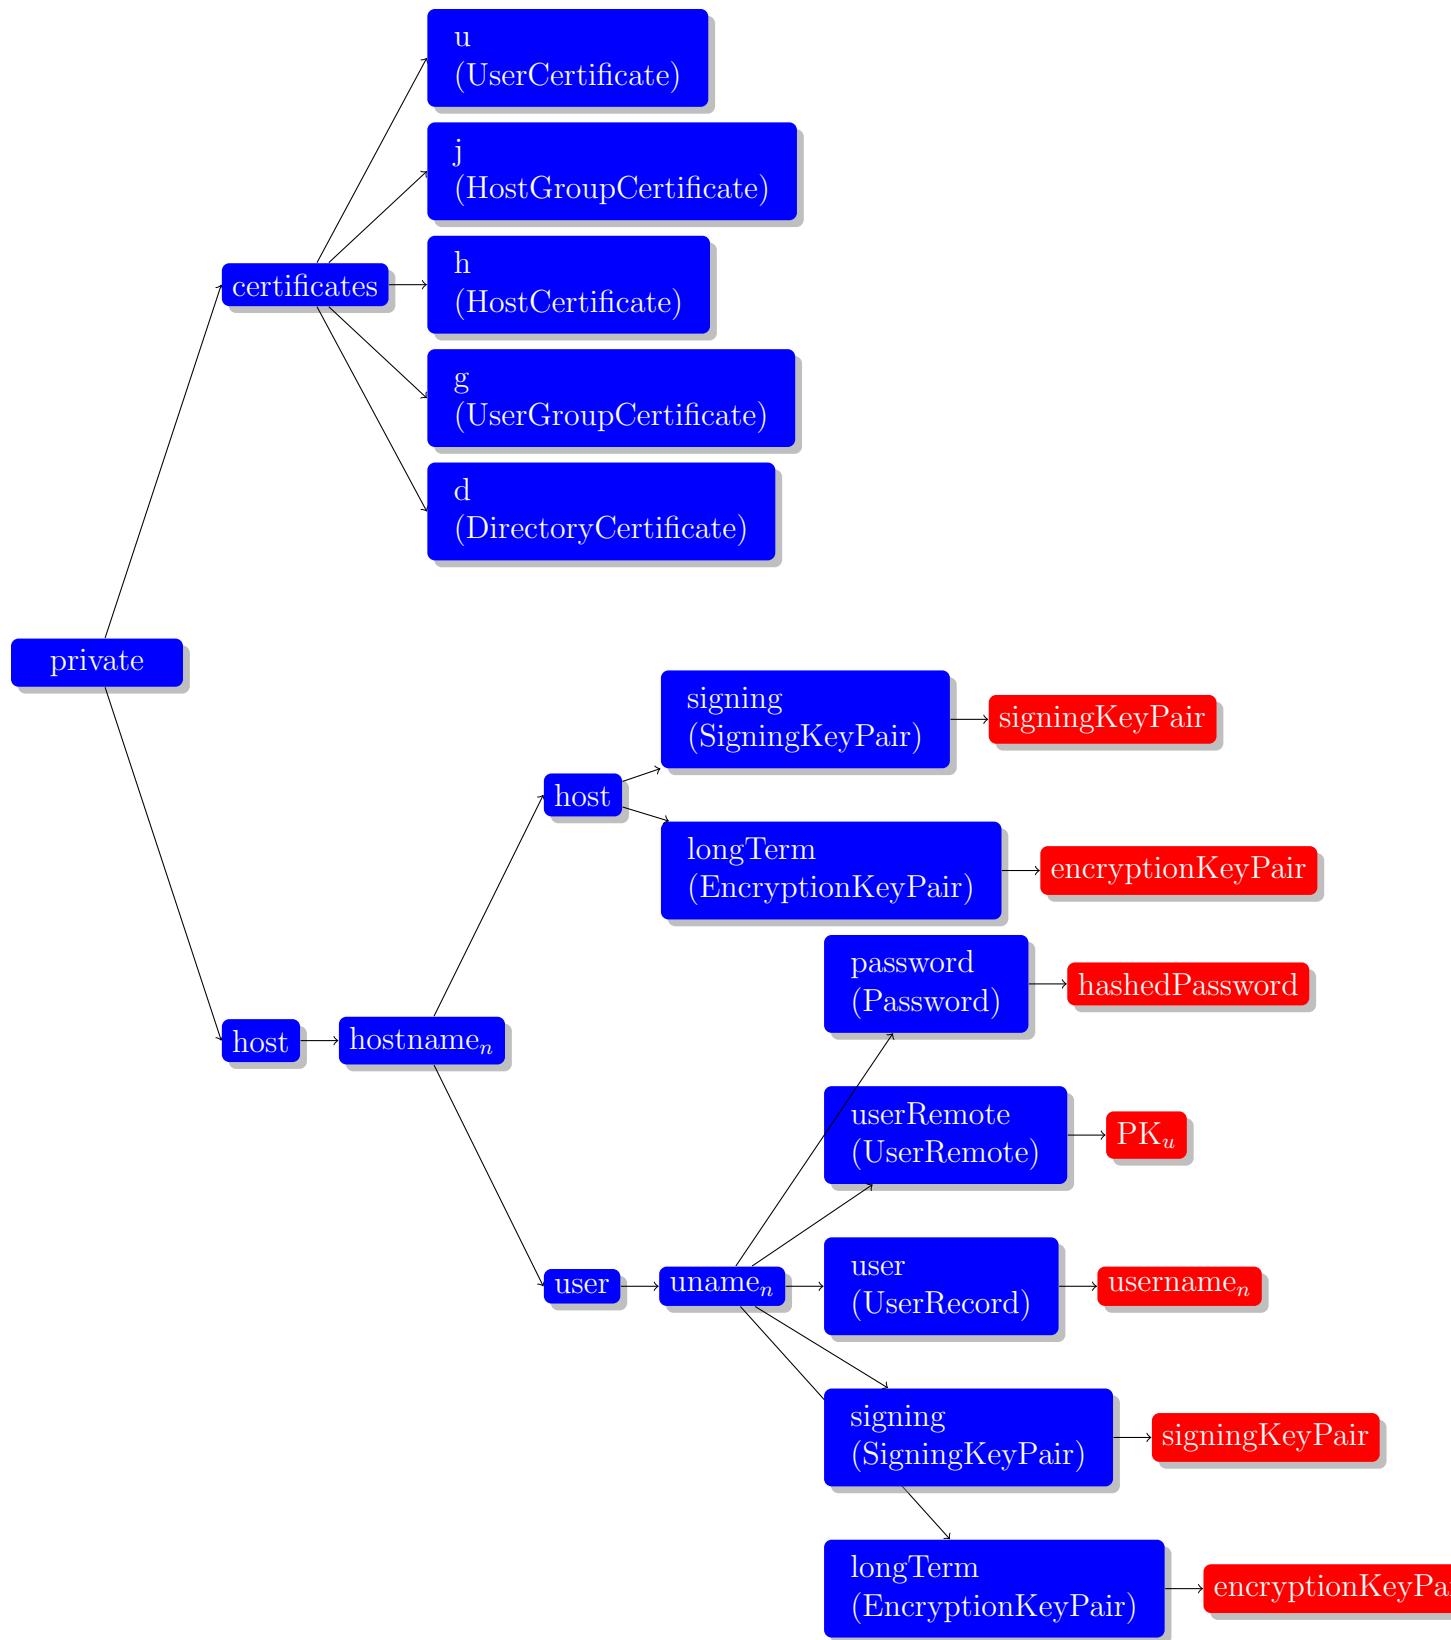 u
(UserCertificate)
j
(HostGroupCertificate)
certificates
h
(HostCertificate)
g
(UserGroupCertificate)
d
(DirectoryCertificate)
private
signing
(SigningKeyPair)
signingKeyPair
host
longTerm
(EncryptionKeyPair)
encryptionKeyPair
password
(Password)
hashedPassword
host
hostnameₙ
userRemote
(UserRemote)
PKᵤ
user
unameₙ
user
(UserRecord)
usernameₙ
signing
(SigningKeyPair)
signingKeyPair
longTerm
(EncryptionKeyPair)
encryptionKeyPa